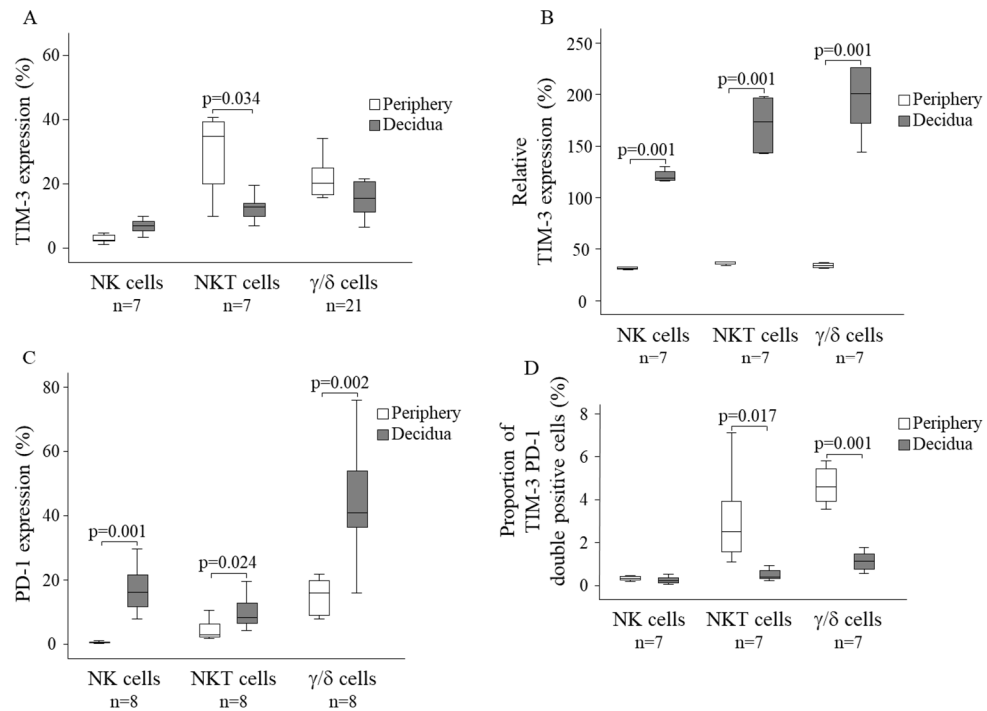 A
TIM-3 expression (%)
60
40
20
0
p=0.034
Periphery
Decidua
NK cells
n=7
NKT cells
n=7
γ/δ cells
n=21
B
Relative
TIM-3 expression (%)
250
200
150
100
50
0
p=0.001
p=0.001
p=0.001
Periphery
Decidua
NK cells
n=7
NKT cells
n=7
γ/δ cells
n=7
C
PD-1 expression (%)
80
60
40
20
0
p=0.001
p=0.024
p=0.002
Periphery
Decidua
NK cells
n=8
NKT cells
n=8
γ/δ cells
n=8
D
Proportion of
TIM-3 PD-1
double positive cells (%)
8
6
4
2
0
p=0.017
p=0.001
Periphery
Decidua
NK cells
n=7
NKT cells
n=7
γ/δ cells
n=7